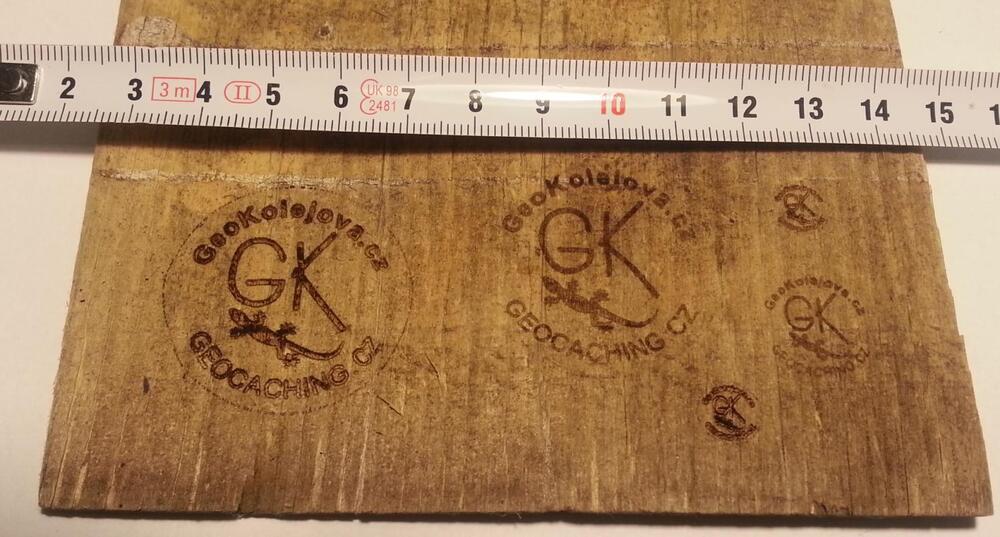 2 3 3 m 4 II 5 6 UK 98 7 8 9 10 11 12 13 14 15
2481
GeoKolejova.cz
GK
GEOCACHING CZ
GeoKolejova.cz
GK
GEOCACHING CZ
GeoKolejova.cz
GK
GEOCACHING CZ
GK